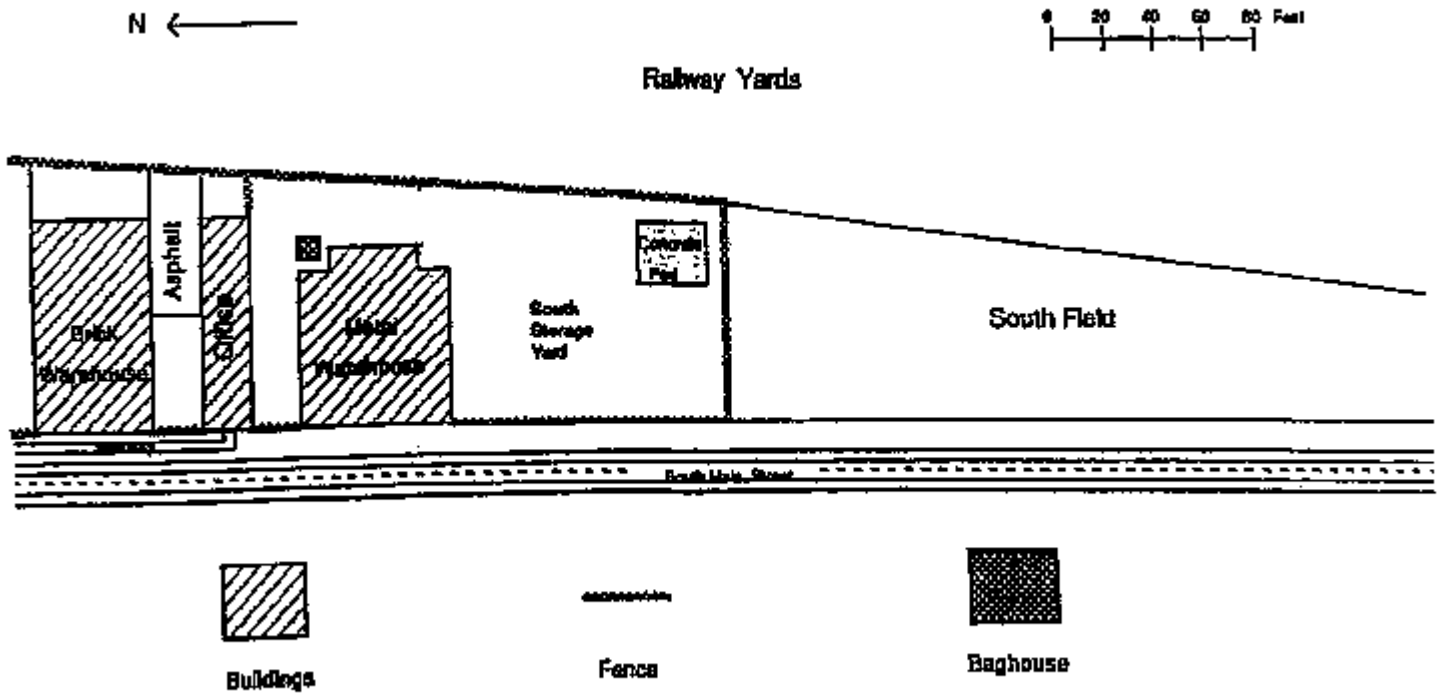 N
0 20 40 60 80 Feet
Railway Yards
Asphalt
Office
Brick
Warehouse
Metal
Warehouse
Concrete
Pad
South
Storage
Yard
South Field
South Main Street
Buildings
Fence
Baghouse